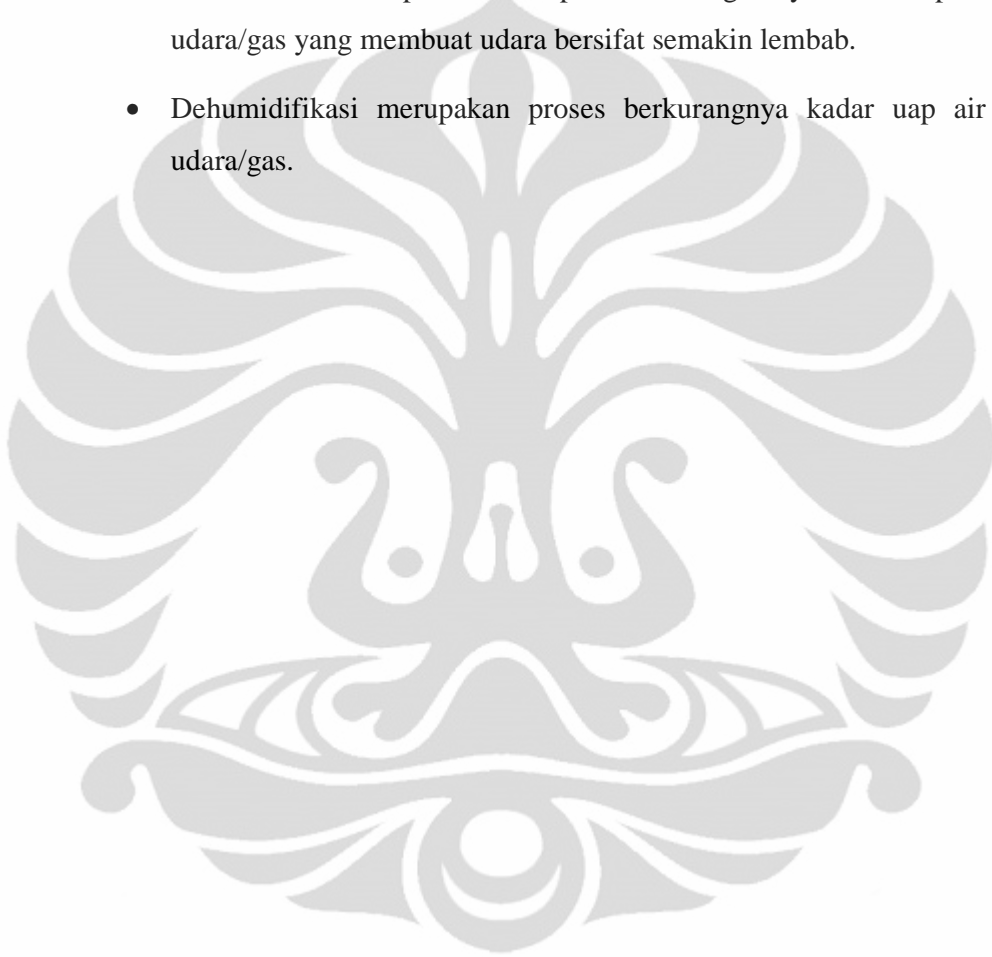 udara/gas yang membuat udara bersifat semakin lembab.
• Dehumidifikasi merupakan proses berkurangnya kadar uap air
udara/gas.